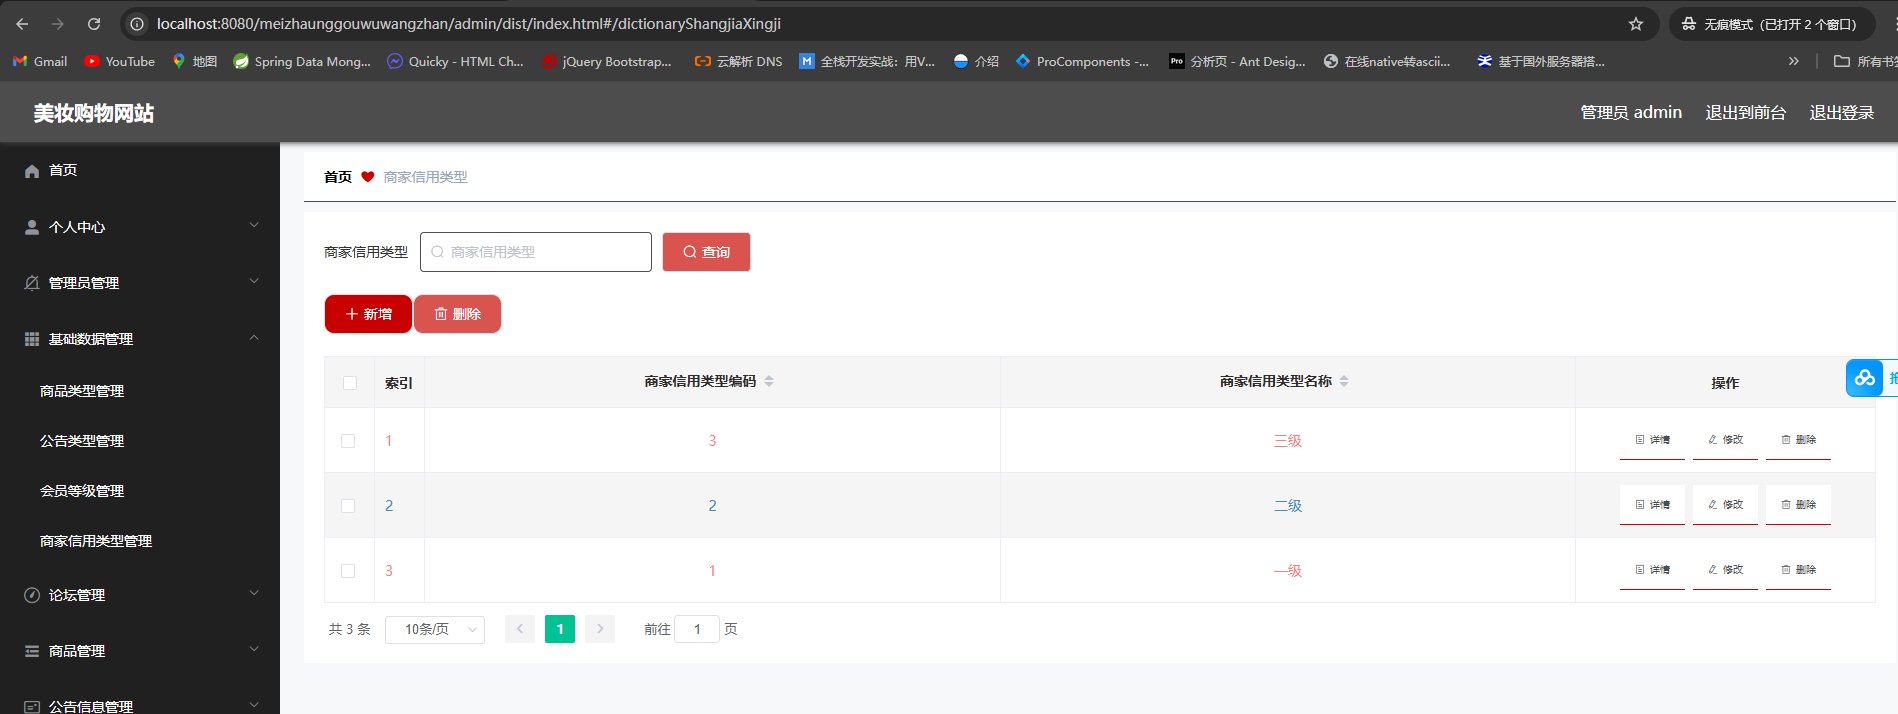 localhost:8080/meizhaunggouwuwangzhan/admin/dist/index.html#/dictionaryShangjiaXingji
无痕模式（已打开 2 个窗口）
Gmail YouTube 地图 Spring Data Mong... Quicky - HTML Ch... jQuery Bootstrap... 云解析 DNS 全栈开发实战：用V... 介绍 ProComponents -... 分析页 - Ant Desig... 在线native转ascii... 基于国外服务器搭... 所有书签
美妆购物网站
管理员 admin 退出到前台 退出登录
首页
个人中心
管理员管理
基础数据管理
商品类型管理
公告类型管理
会员等级管理
商家信用类型管理
论坛管理
商品管理
公告信息管理
首页 商家信用类型
商家信用类型 商家信用类型 查询
新增 删除
索引 商家信用类型编码 商家信用类型名称 操作
1 3 三级 详情 修改 删除
2 2 二级 详情 修改 删除
3 1 一级 详情 修改 删除
共 3 条 10条/页 1 前往 1 页